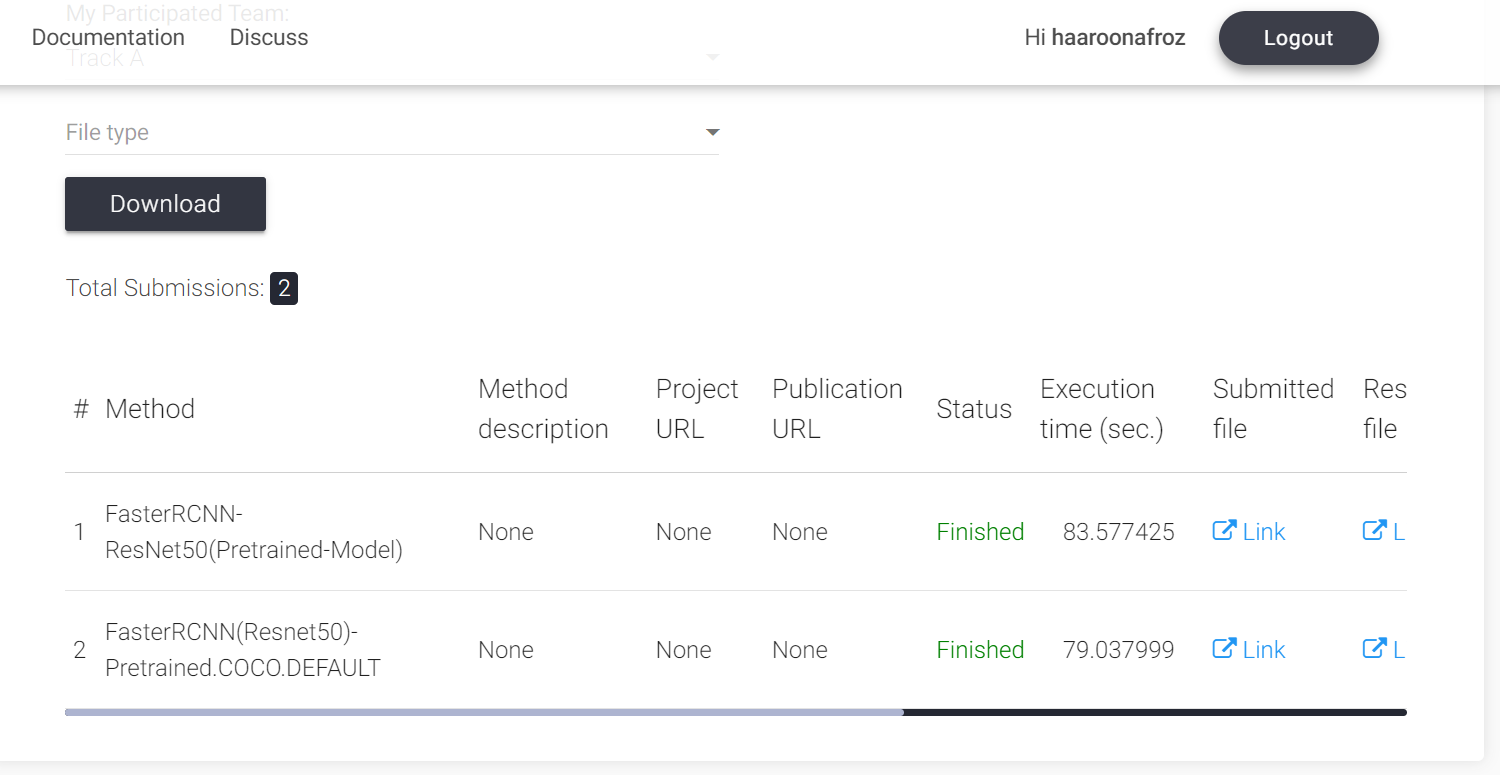 My Participated Team:
Documentation Discuss Hi haaroonafroz Logout
Track A
File type
Download
Total Submissions: 2
# Method Method description Project URL Publication URL Status Execution time (sec.) Submitted file Res file
1 FasterRCNN-ResNet50(Pretrained-Model) None None None Finished 83.577425 Link L
2 FasterRCNN(Resnet50)-Pretrained.COCO.DEFAULT None None None Finished 79.037999 Link L